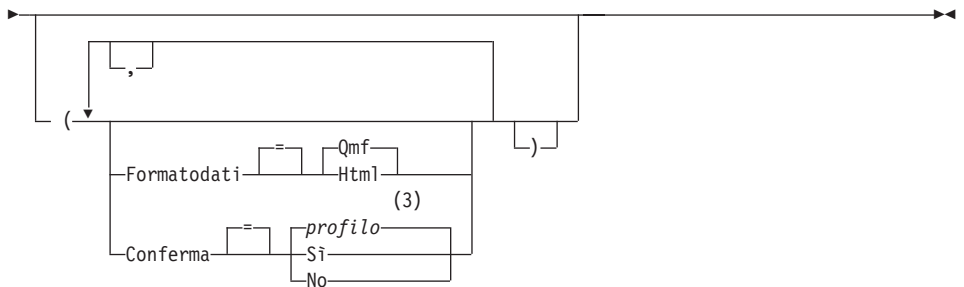 ,
(
)
= Qmf
Formatodati Html
(3)
= profilo
Conferma Sì
No